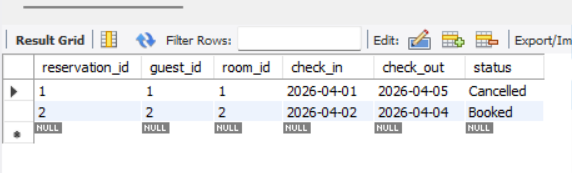 Result Grid Filter Rows: Edit: Export/Im
reservation_id guest_id room_id check_in check_out status
1 1 1 2026-04-01 2026-04-05 Cancelled
2 2 2 2026-04-02 2026-04-04 Booked
NULL NULL NULL NULL NULL NULL